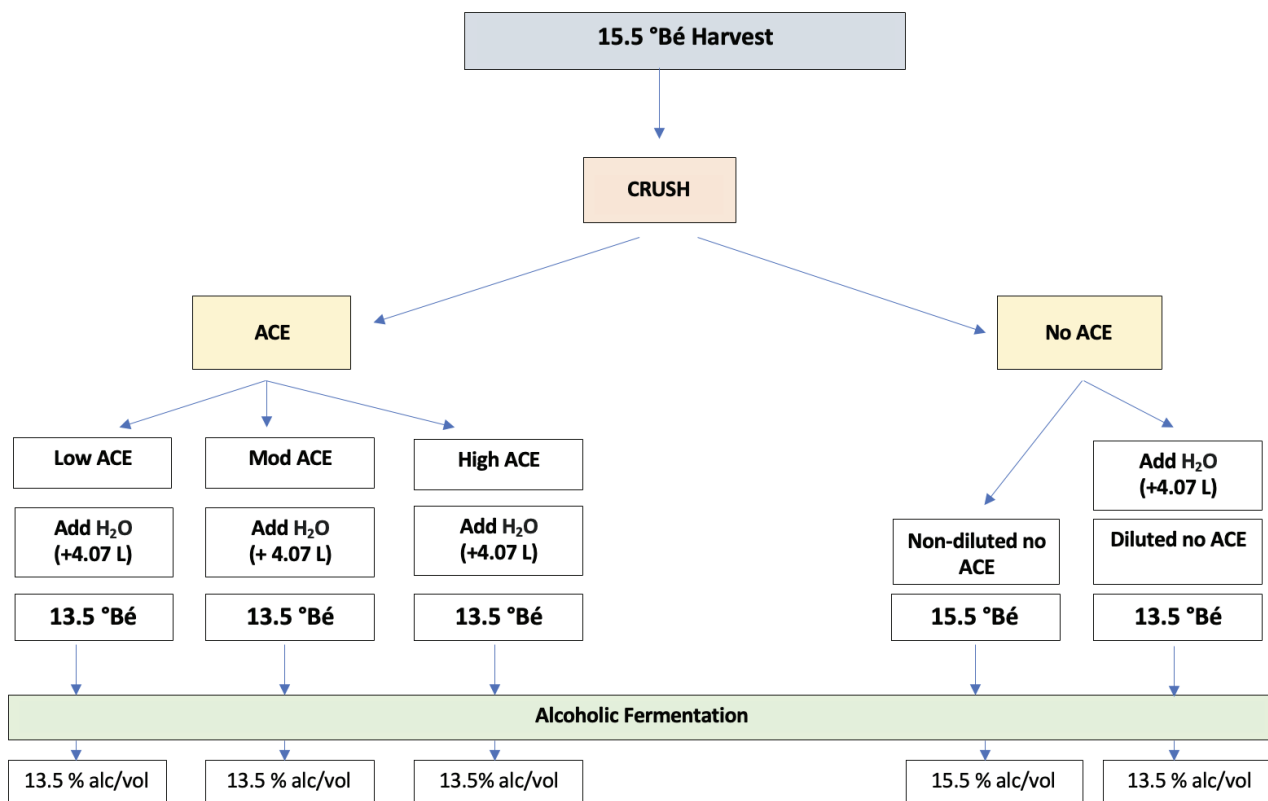 15.5 °Bé Harvest
CRUSH
ACE
No ACE
Low ACE
Mod ACE
High ACE
Add H₂O
(+4.07 L)
Add H₂O
(+4.07 L)
Add H₂O
(+ 4.07 L)
Add H₂O
(+4.07 L)
Non-diluted no
ACE
Diluted no ACE
13.5 °Bé
13.5 °Bé
13.5 °Bé
15.5 °Bé
13.5 °Bé
Alcoholic Fermentation
13.5 % alc/vol
13.5 % alc/vol
13.5% alc/vol
15.5 % alc/vol
13.5 % alc/vol